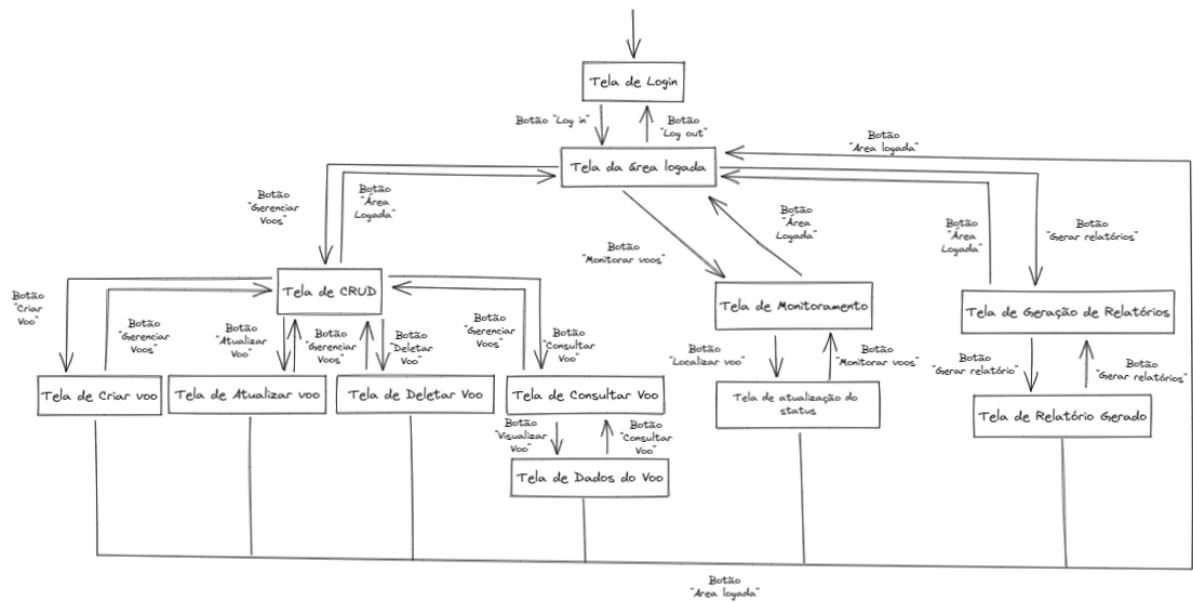 Tela de Login
Botão "Log in"
Botão
"Log out"
Botão
"Área logada"
Tela da área logada
Botão
"Gerenciar
Voos"
Botão
"Área
Logada"
Botão
"Monitorar voos"
Botão
"Área
Logada"
Botão
"Área
Logada"
Botão
"Gerar relatórios"
Tela de CRUD
Tela de Monitoramento
Tela de Geração de Relatórios
Botão
"Criar
Voo"
Botão
"Gerenciar
Voos"
Botão
"Atualizar
Voo"
Botão
"Gerenciar
Voos"
Botão
"Deletar
Voo"
Botão
"Gerenciar
Voos"
Botão
"Consultar
Voo"
Botão
"Localizar voo"
Botão
"Monitorar voos"
Botão
"Gerar relatório"
Botão
"Gerar relatórios"
Tela de Criar voo
Tela de Atualizar voo
Tela de Deletar Voo
Tela de Consultar Voo
Tela de atualização do
status
Tela de Relatório Gerado
Botão
"Visualizar
Voo"
Botão
"Consultar
Voo"
Tela de Dados do Voo
Botão
"Área logada"